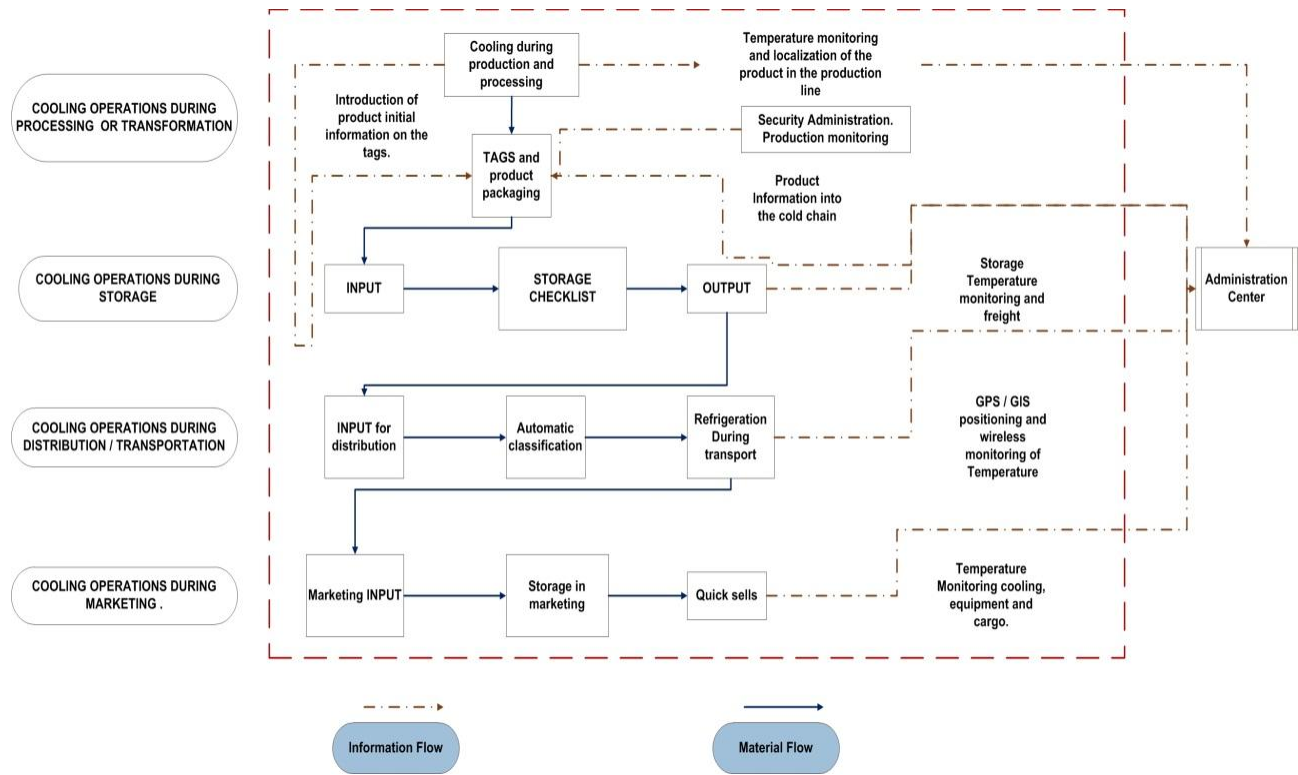 COOLING OPERATIONS DURING
PROCESSING OR TRANSFORMATION
Cooling during
production and
processing
Temperature monitoring
and localization of the
product in the production
line
Introduction of
product initial
information on the
tags.
Security Administration.
Production monitoring
TAGS and
product
packaging
Product
Information into
the cold chain
COOLING OPERATIONS DURING
STORAGE
INPUT
STORAGE
CHECKLIST
OUTPUT
Storage
Temperature
monitoring and
freight
Administration
Center
COOLING OPERATIONS DURING
DISTRIBUTION / TRANSPORTATION
INPUT for
distribution
Automatic
classification
Refrigeration
During
transport
GPS / GIS
positioning and
wireless
monitoring of
Temperature
COOLING OPERATIONS DURING
MARKETING .
Marketing INPUT
Storage in
marketing
Quick sells
Temperature
Monitoring cooling,
equipment and
cargo.
Information Flow
Material Flow